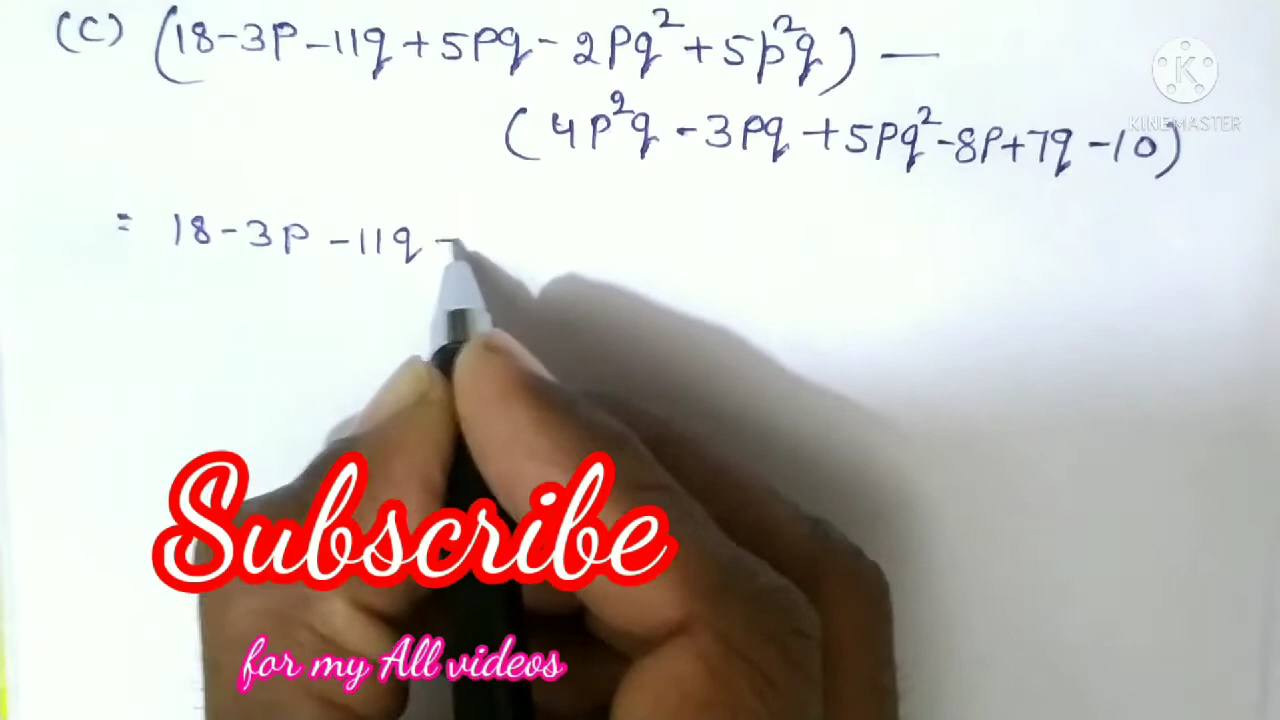 (C) (18-3p-11q+5pq-2pq²+5p²q) —
K
KINEMASTER
(4p²q-3pq+5pq²-8p+7q-10)
= 18-3p-11q -
Subscribe
for my All videos